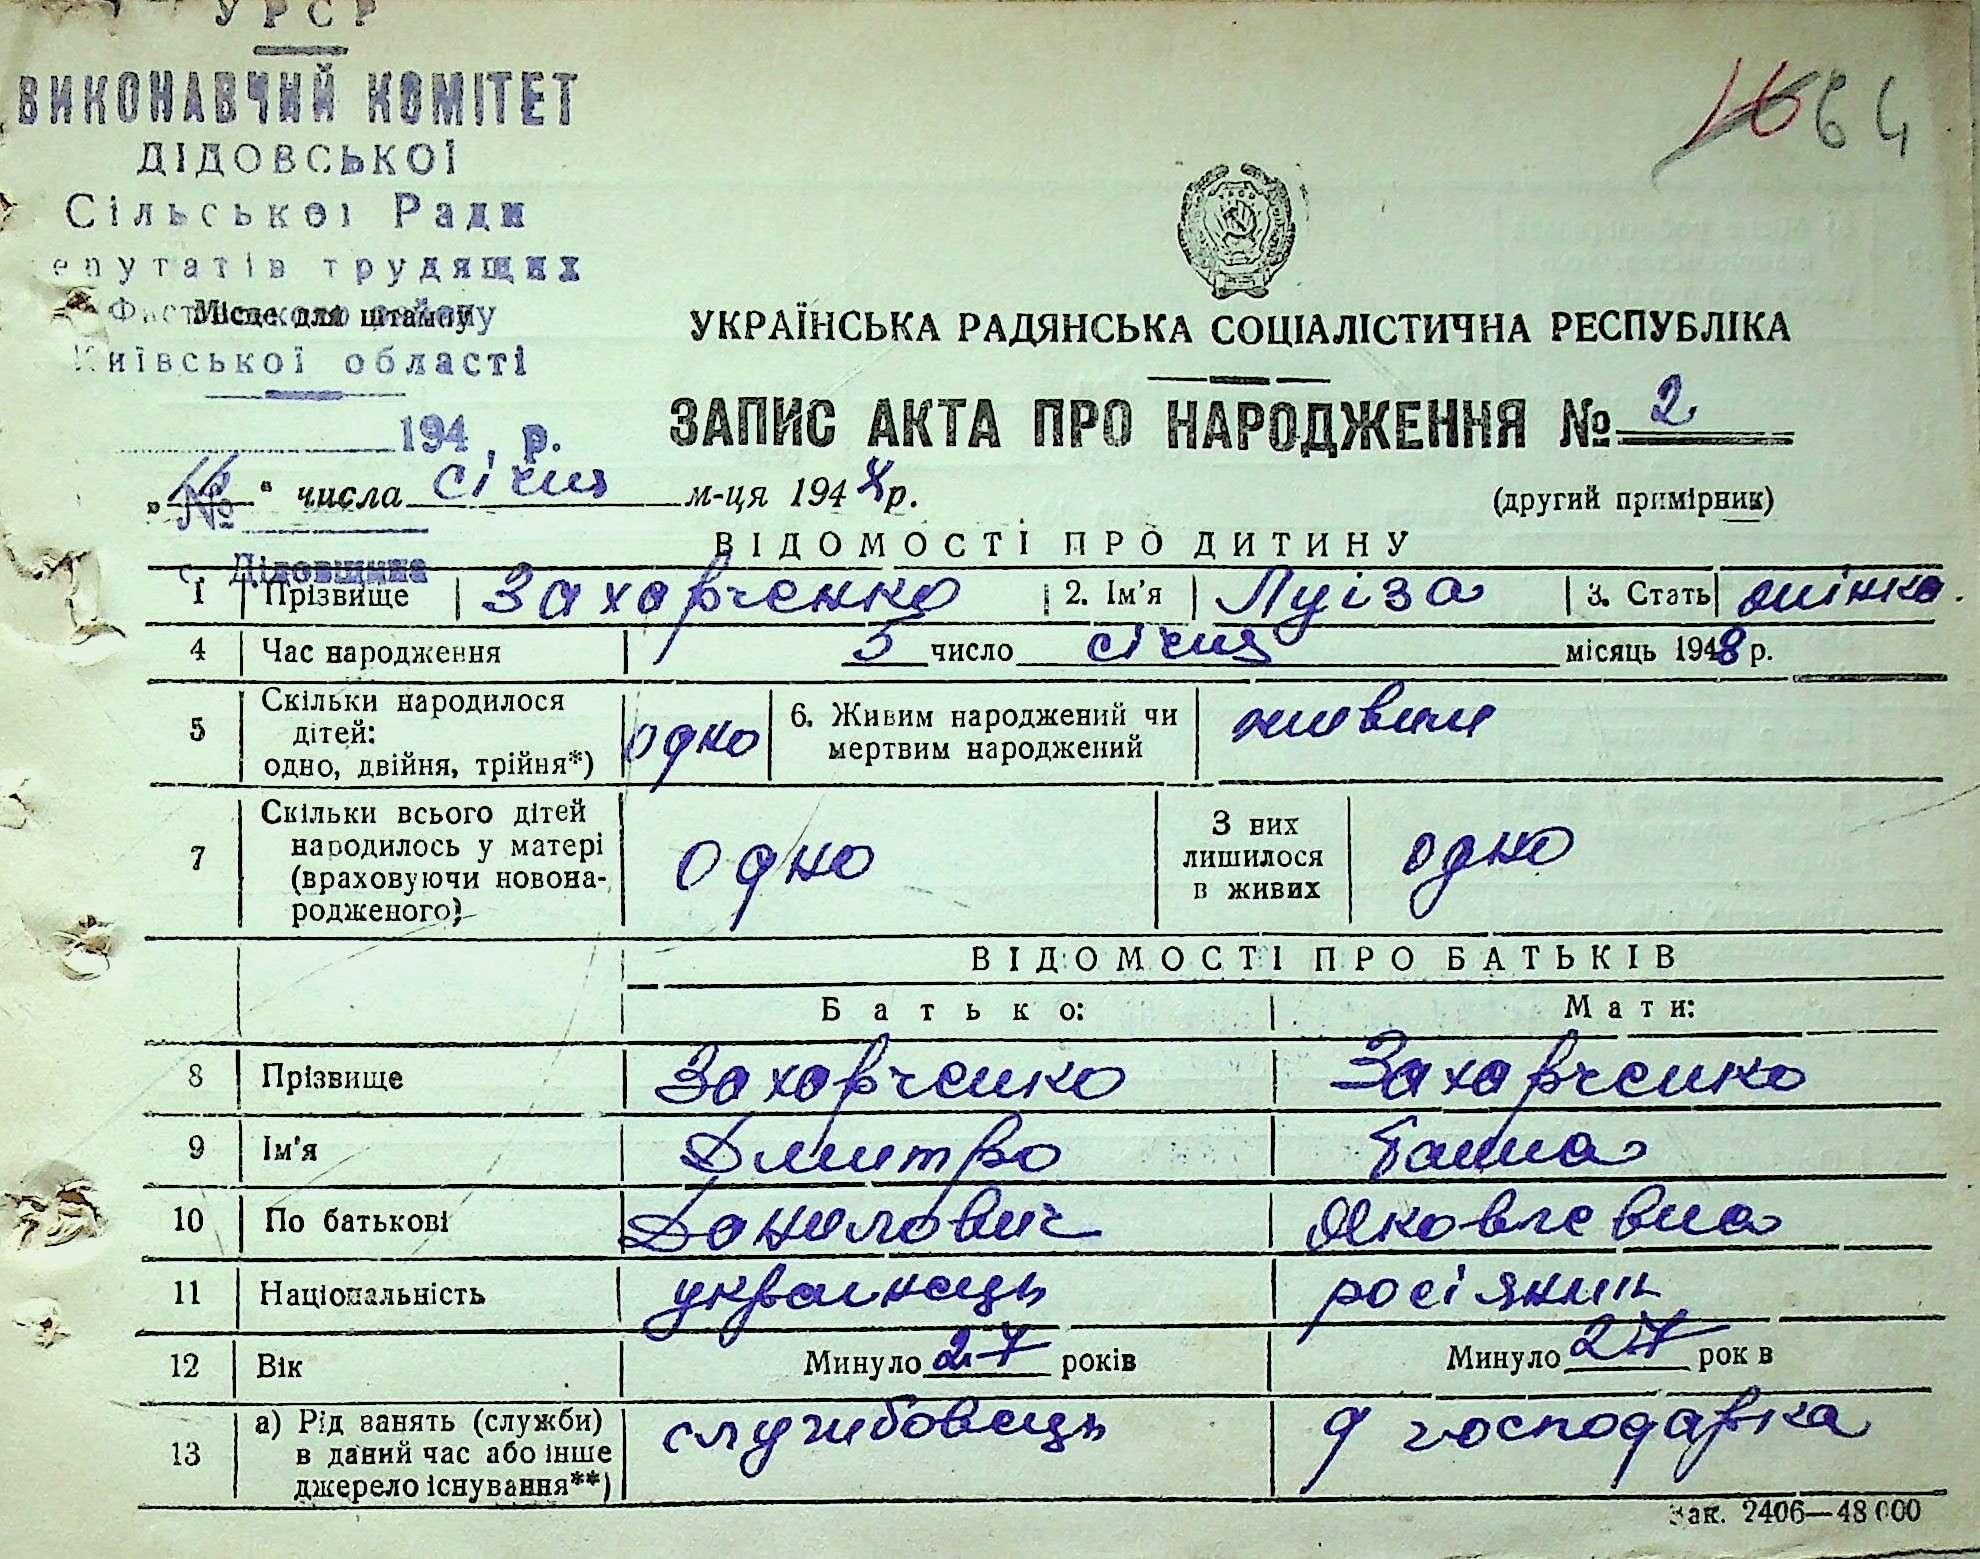 УРСР
ВИКОНАВЧИЙ КОМІТЕТ
ДІДОВСЬКОЇ
Сільської Ради
епутатів трудящих
Місце для штампу
Київської області
194 р.
№
с. Дідовщина
16 64
УКРАЇНСЬКА РАДЯНСЬКА СОЦІАЛІСТИЧНА РЕСПУБЛІКА
ЗАПИС АКТА ПРО НАРОДЖЕННЯ № 2
" " числа січня м-ця 1948 р.
(другий примірник)
ВІДОМОСТІ ПРО ДИТИНУ
1 Прізвище Захарченко 2. Ім'я Луіза 3. Стать жінка.
4 Час народження 5 число січня місяць 1948 р.
5 Скільки народилося дітей: одно, двійня, трійня*) одно 6. Живим народжений чи мертвим народжений живим
7 Скільки всього дітей народилось у матері (враховуючи новонародженого) одно З них лишилося в живих одно
ВІДОМОСТІ ПРО БАТЬКІВ
Батько: Мати:
8 Прізвище Захарченко Захарченко
9 Ім'я Дмитро
10 По батькові Данилович Яковлевна
11 Національність українець росіянин
12 Вік Минуло 27 років Минуло 27 рок в
13 а) Рід занять (служби) в даний час або інше джерело існування**) службовець д господарка
Зак. 2406—48 000